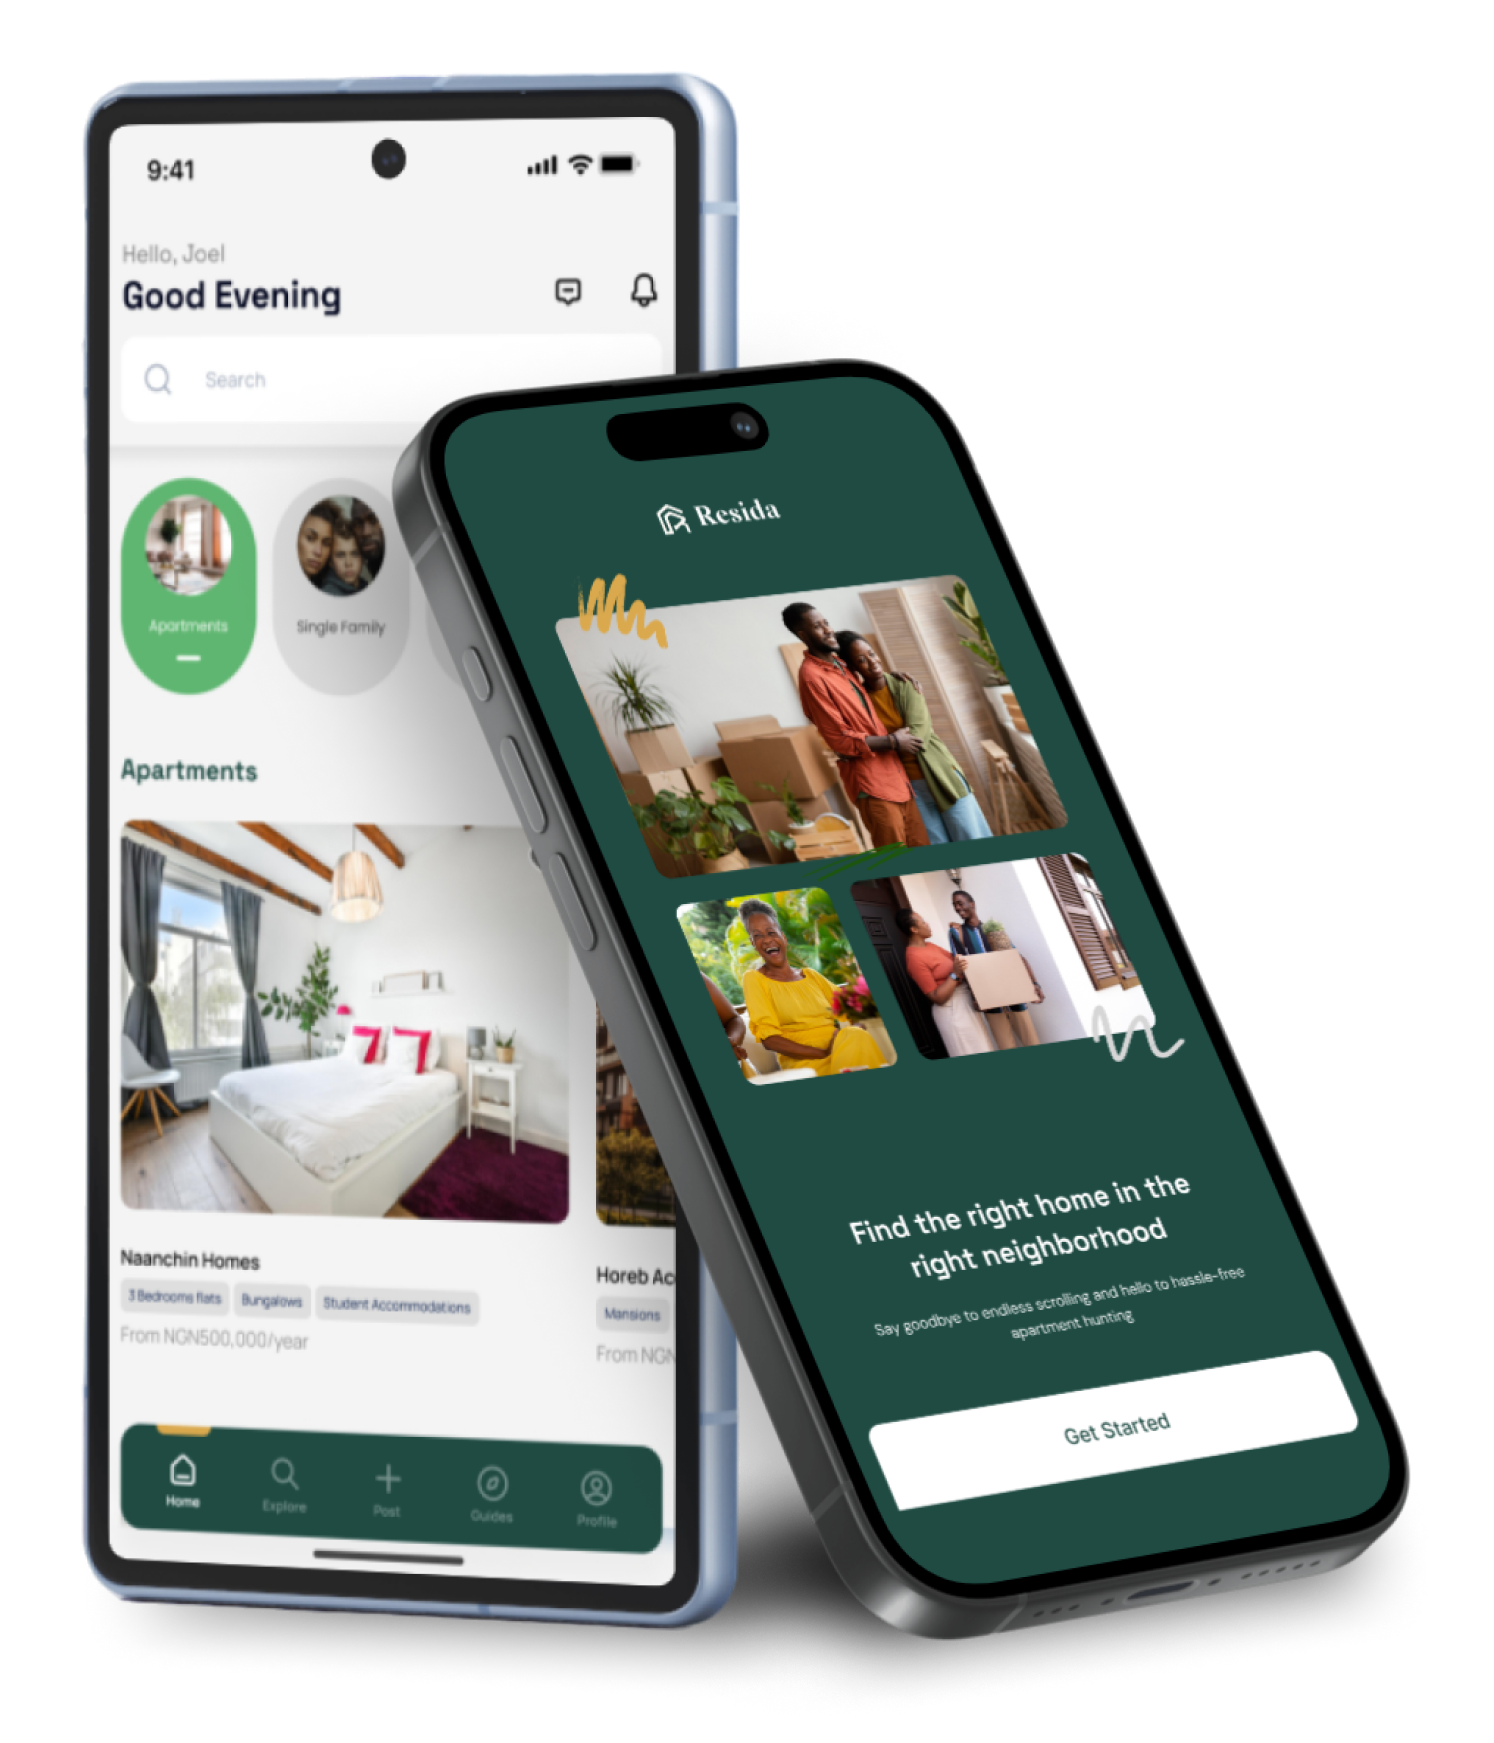 9:41
Hello, Joel
Good Evening
Search
Apartments
Single Family
Apartments
Naanchin Homes
3 Bedrooms flats
Bungalows
Student Accommodations
From NGN500,000/year
Horeb
Mansions
From
Home
Explore
Post
Guides
Profile
Resida
Find the right home in the
right neighborhood
Say goodbye to endless scrolling and hello to hassle-free
apartment hunting
Get Started